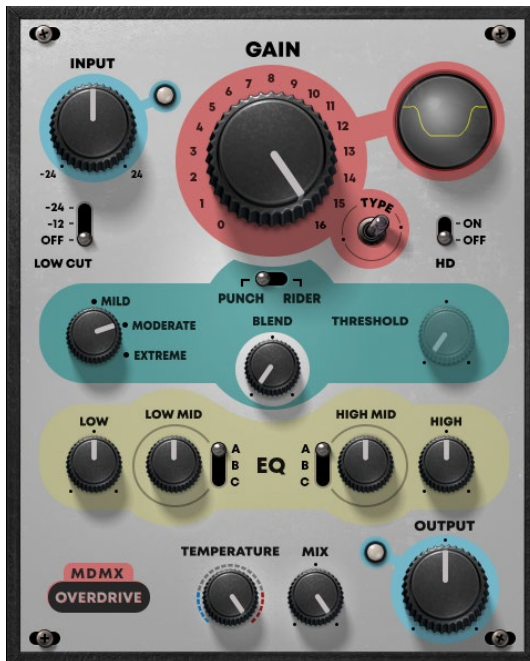 GAIN
INPUT
-24 24
0 1 2 3 4 5 6 7 8 9 10 11 12 13 14 15 16
TYPE
-24
-12
OFF
LOW CUT
ON
OFF
HD
PUNCH RIDER
MILD
MODERATE
EXTREME
BLEND
THRESHOLD
LOW
LOW MID
A
B
C
EQ
A
B
C
HIGH MID
HIGH
TEMPERATURE
MIX
OUTPUT
MDMX
OVERDRIVE